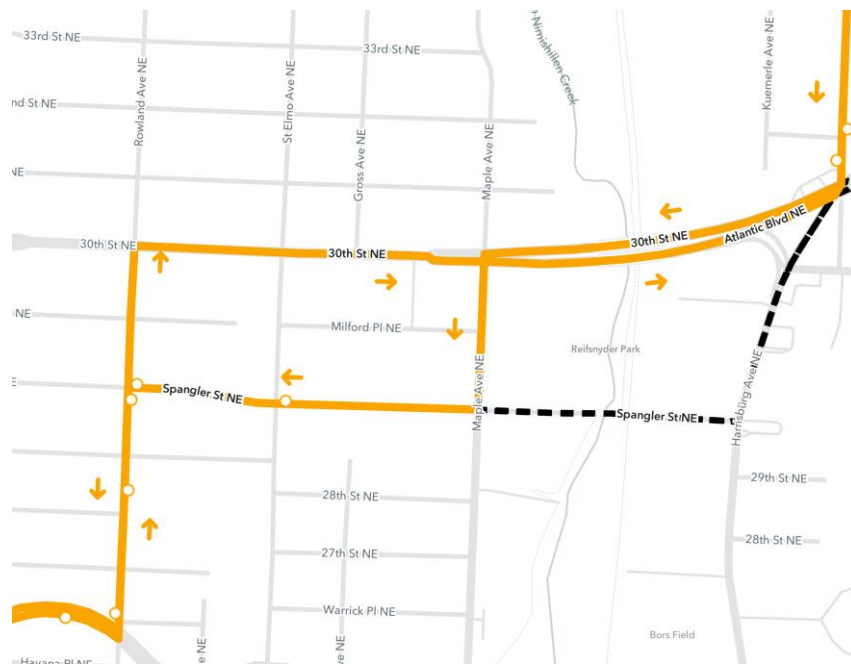 33rd St NE
33rd St NE
Nimishillen Creek
Kuemerle Ave NE
Rowland Ave NE
St Elmo Ave NE
nd St NE
Gross Ave NE
Maple Ave NE
NE
30th St NE
30th St NE
30th St NE
Atlantic Blvd NE
NE
Milford Pl NE
Reifsnyder Park
Maple Ave NE
Harrisburg Ave NE
Spangler St NE
Spangler St NE
29th St NE
28th St NE
28th St NE
27th St NE
Warrick Pl NE
Bors Field
Havana Pl NE
ve NE
ve NE